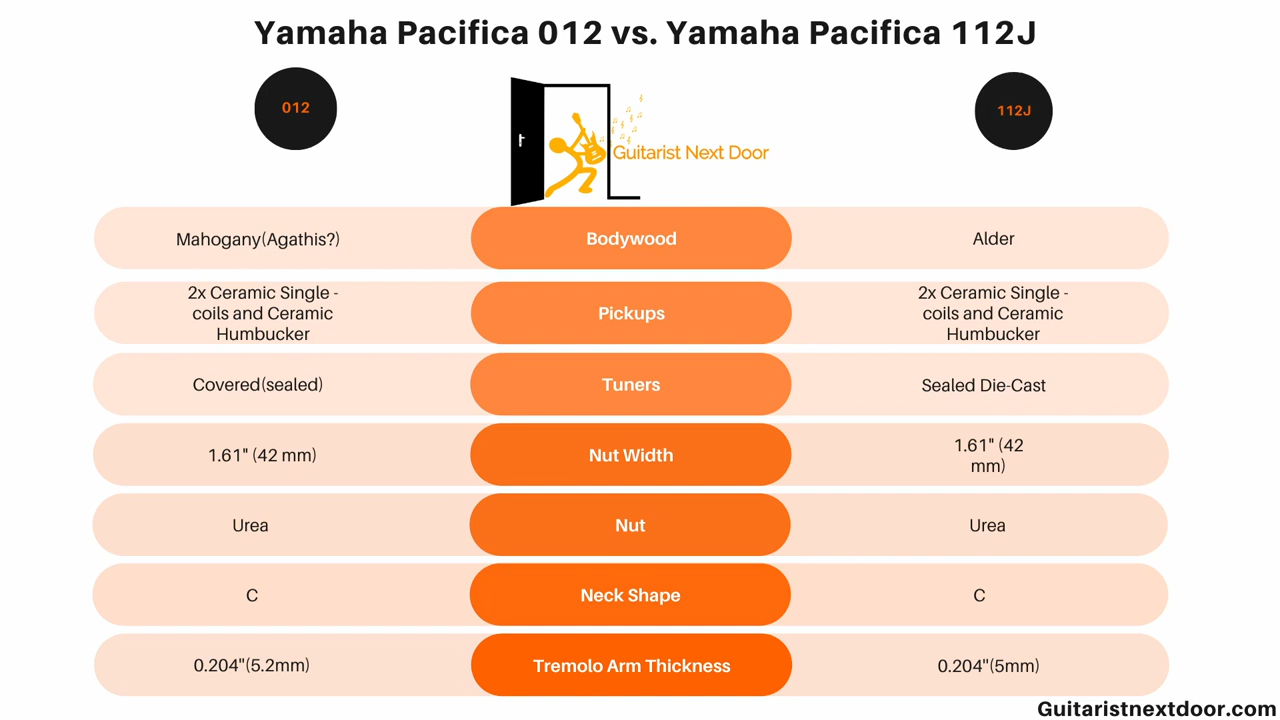 Yamaha Pacifica 012 vs. Yamaha Pacifica 112J
012
112J
Guitarist Next Door
Mahogany(Agathis?)
Bodywood
Alder
2x Ceramic Single -
coils and Ceramic
Humbucker
Pickups
2x Ceramic Single -
coils and Ceramic
Humbucker
Covered(sealed)
Tuners
Sealed Die-Cast
1.61" (42 mm)
Nut Width
1.61" (42
mm)
Urea
Nut
Urea
C
Neck Shape
C
0.204"(5.2mm)
Tremolo Arm Thickness
0.204"(5mm)
Guitaristnextdoor.com